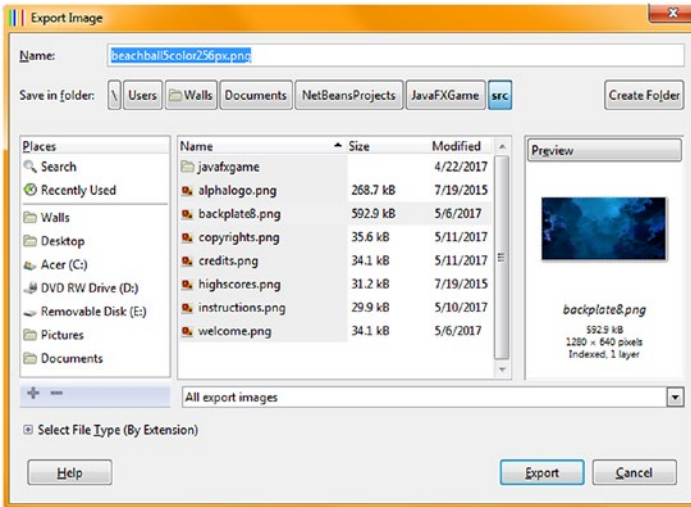 Export Image
Name: beachball5color256px.png
Save in folder: \ Users Walls Documents NetBeansProjects JavaFXGame src Create Folder
Places
Search
Recently Used
Walls
Desktop
Acer (C:)
DVD RW Drive (D:)
Removable Disk (E:)
Pictures
Documents
Name Size Modified
javafxgame 4/22/2017
alphalogo.png 268.7 kB 7/19/2015
backplate8.png 592.9 kB 5/6/2017
copyrights.png 35.6 kB 5/11/2017
credits.png 34.1 kB 5/11/2017
highscores.png 31.2 kB 7/19/2015
instructions.png 29.9 kB 5/10/2017
welcome.png 34.1 kB 5/6/2017
Preview
backplate8.png
592.9 kB
1280 × 640 pixels
Indexed, 1 layer
All export images
Select File Type (By Extension)
Help Export Cancel